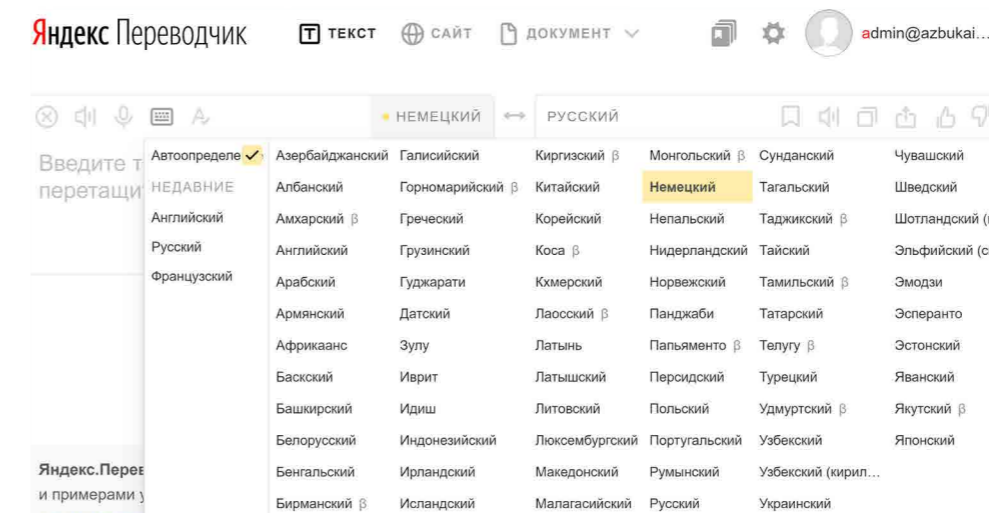 Яндекс Переводчик ТЕКСТ САЙТ ДОКУМЕНТ admin@azbukai...
НЕМЕЦКИЙ РУССКИЙ
Введите т
перетащи
Автоопределе
НЕДАВНИЕ
Английский
Русский
Французский
Азербайджанский Галисийский Киргизский β Монгольский β Сунданский Чувашский
Албанский Горномарийский β Китайский Немецкий Тагальский Шведский
Амхарский β Греческий Корейский Непальский Таджикский β Шотландский (
Английский Грузинский Коса β Нидерландский Тайский Эльфийский (с
Арабский Гуджарати Кхмерский Норвежский Тамильский β Эмодзи
Армянский Датский Лаосский β Панджаби Татарский Эсперанто
Африкаанс Зулу Латынь Папьяменто β Телугу β Эстонский
Баскский Иврит Латышский Персидский Турецкий Яванский
Башкирский Идиш Литовский Польский Удмуртский β Якутский β
Белорусский Индонезийский Люксембургский Португальский Узбекский Японский
Бенгальский Ирландский Македонский Румынский Узбекский (кирил...
Бирманский β Исландский Малагасийский Русский Украинский
Яндекс.Перев
и примерами у